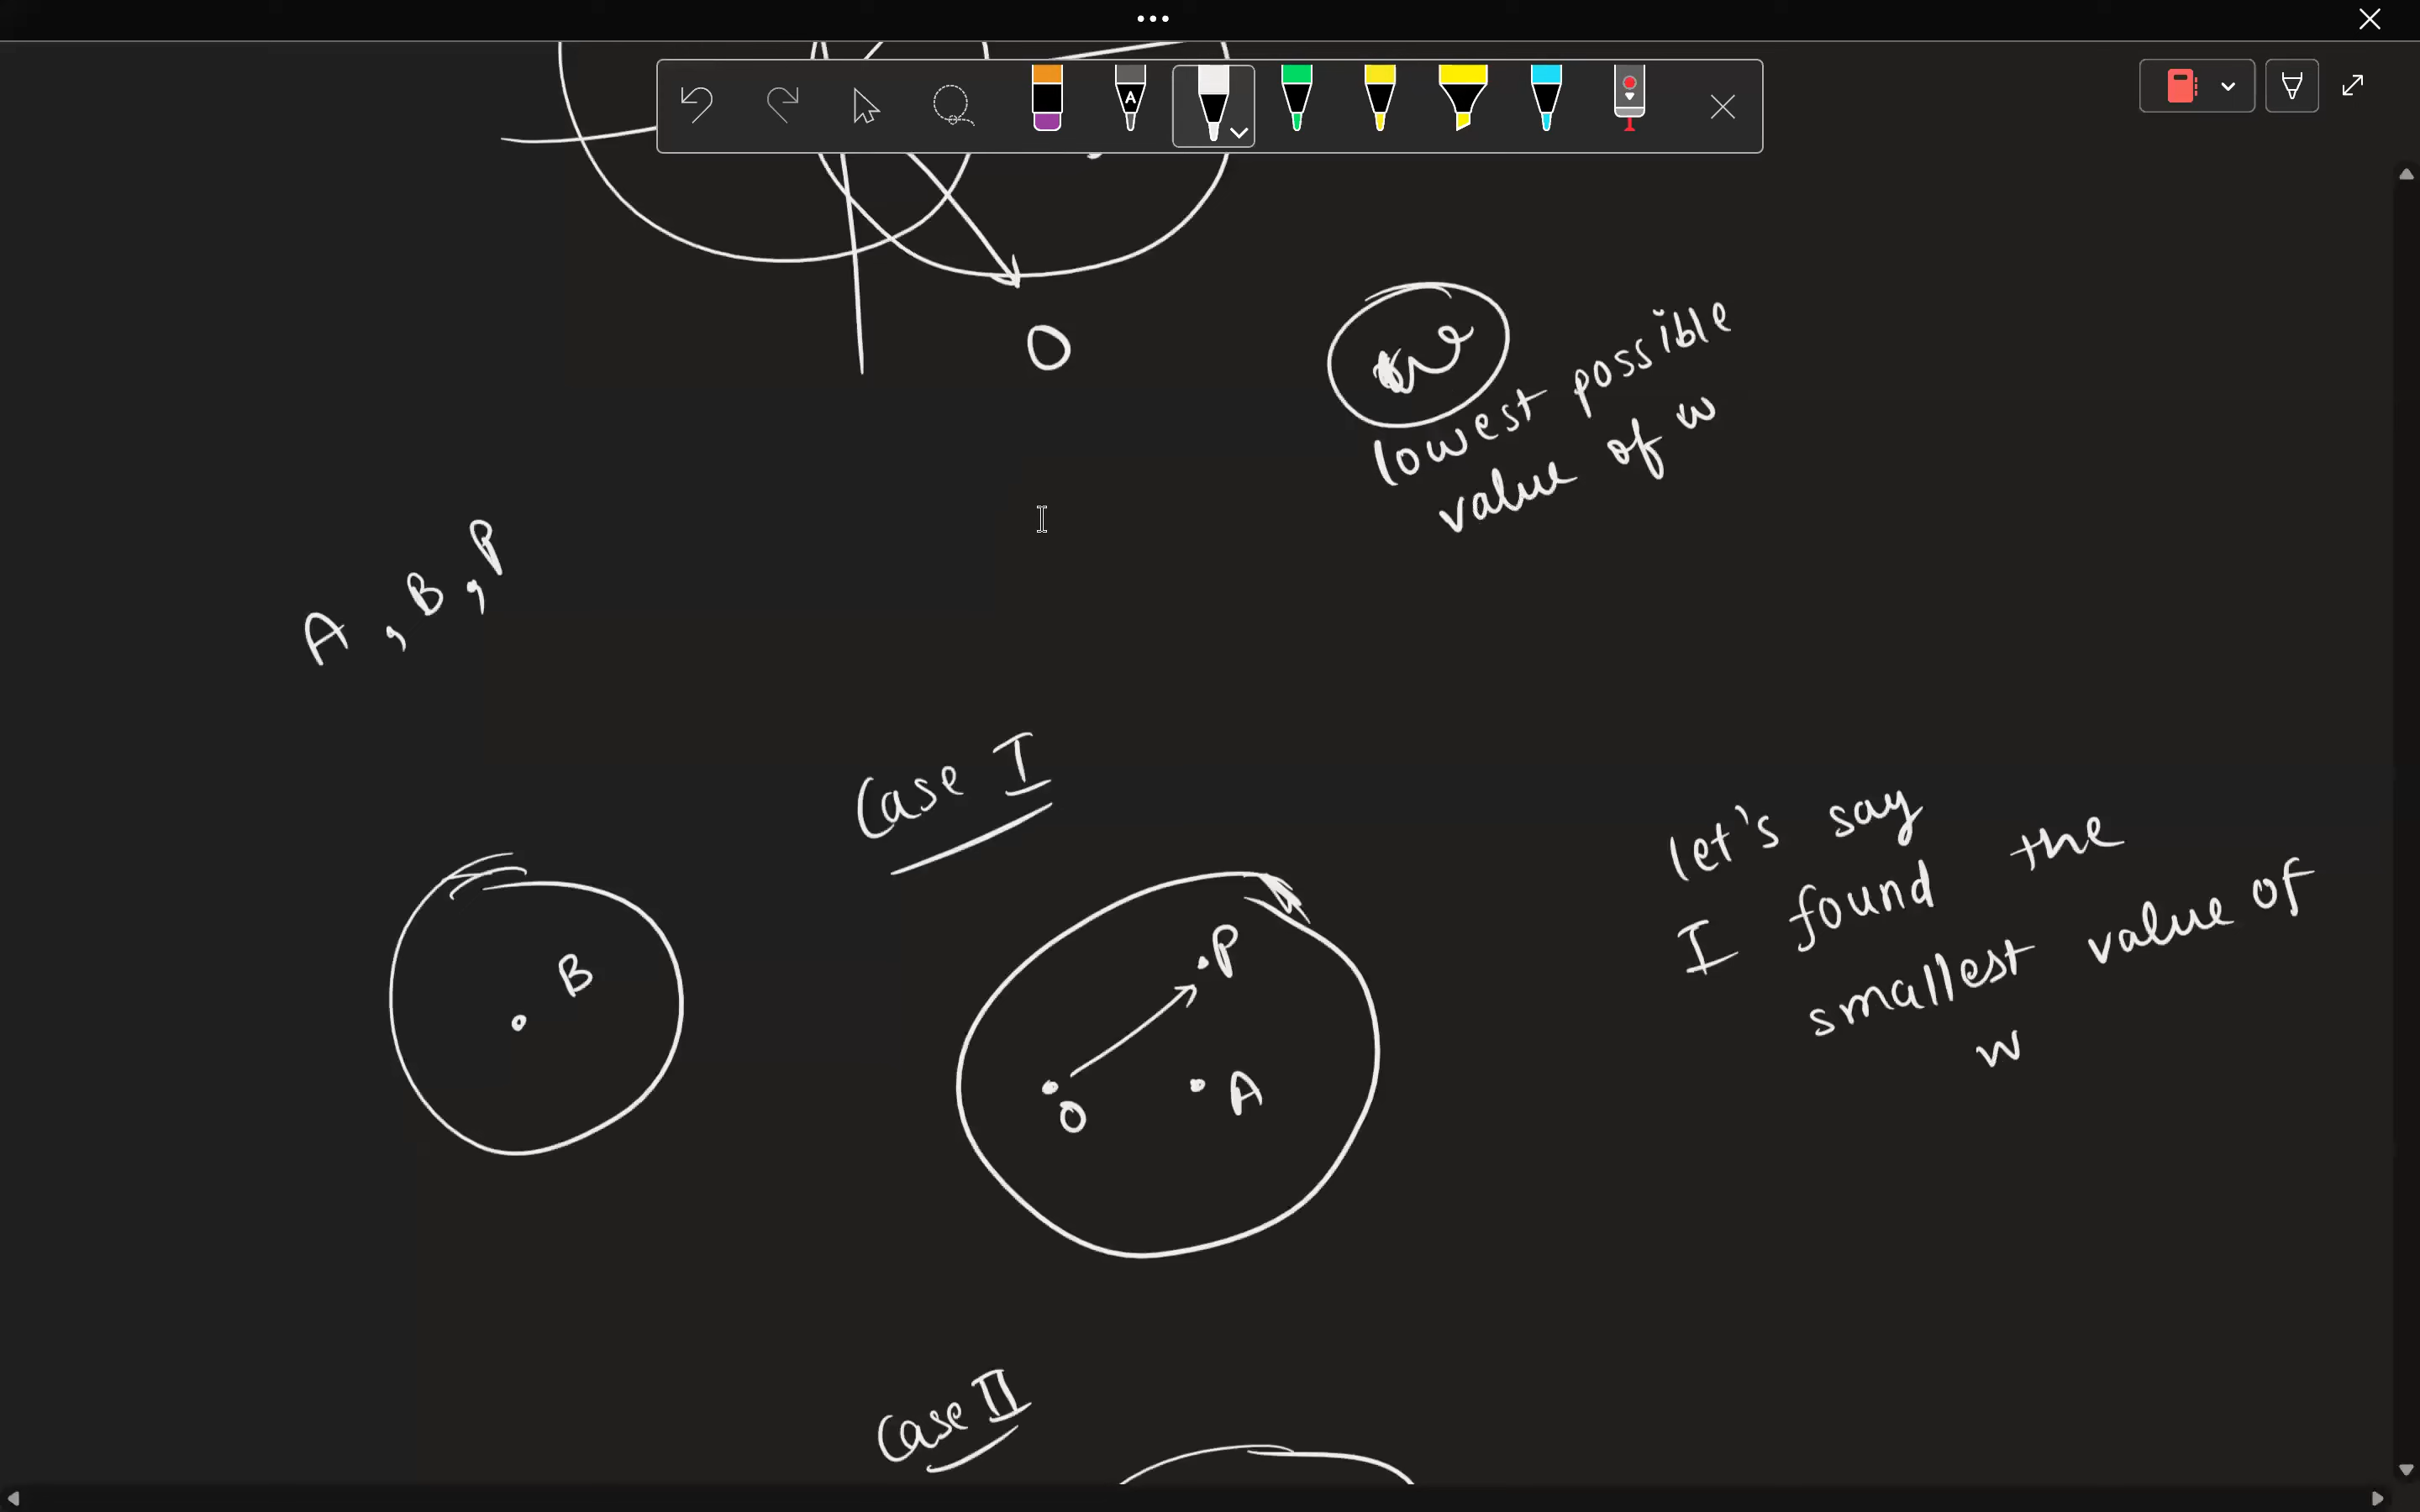 O
w
lowest possible
value of w
A, B, P
Case I
let's say
I found the
smallest value of
w
B
P
O
A
Case II